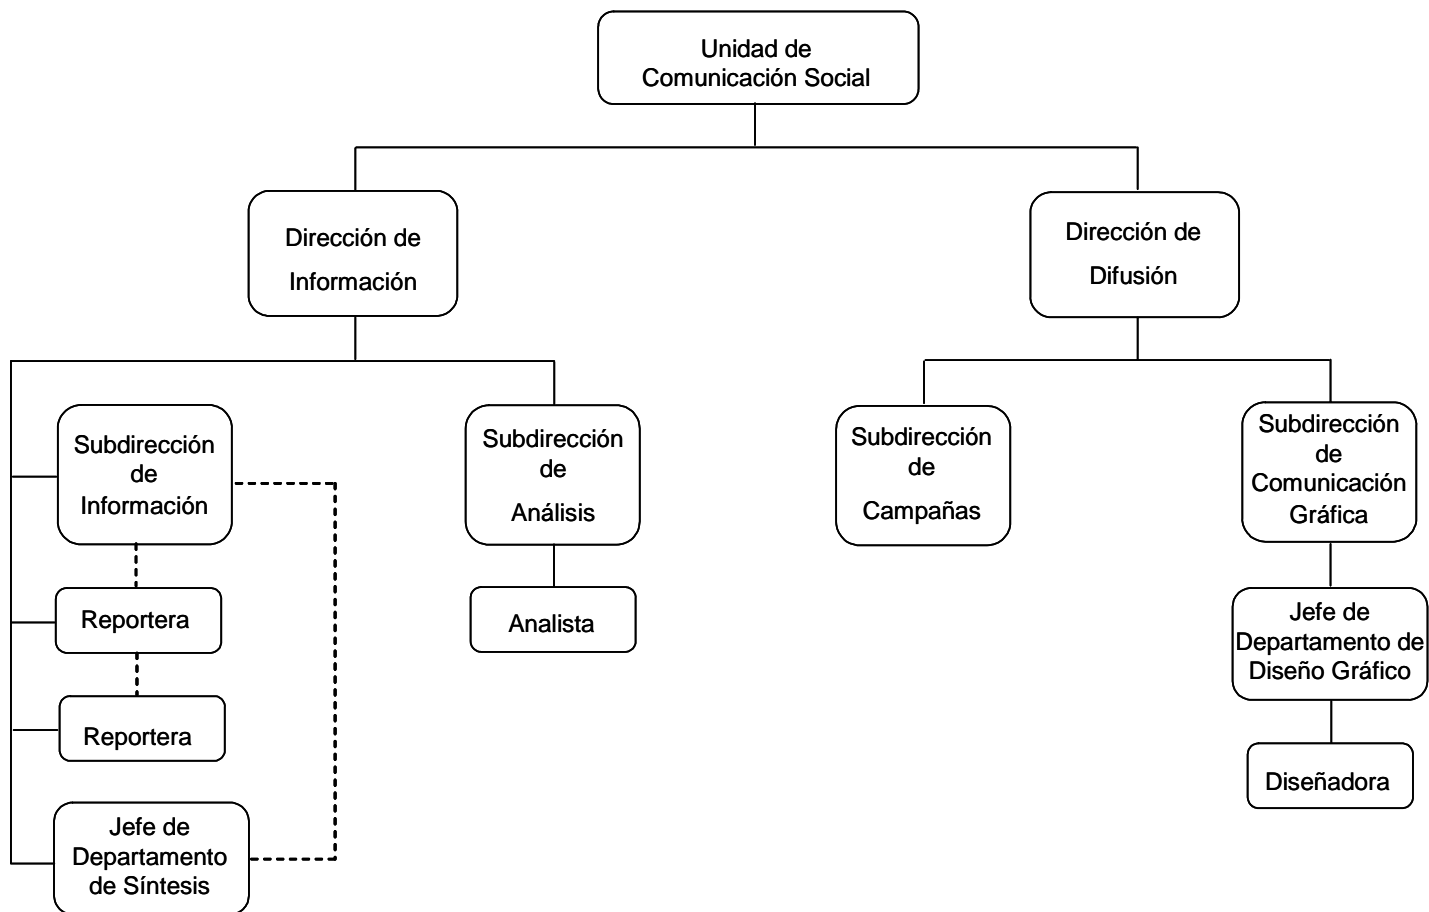 Unidad de
Comunicación Social
Dirección de
Información
Dirección de
Difusión
Subdirección
de
Información
Subdirección
de
Análisis
Subdirección
de
Campañas
Subdirección
de
Comunicación
Gráfica
Reportera
Analista
Jefe de
Departamento de
Diseño Gráfico
Reportera
Diseñadora
Jefe de
Departamento
de Síntesis